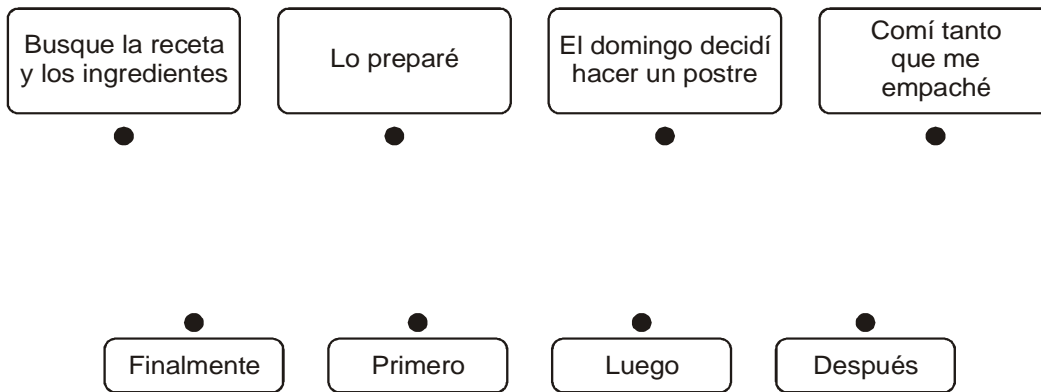 Busque la receta
y los ingredientes
Lo preparé
El domingo decidí
hacer un postre
Comí tanto
que me
empaché
Finalmente
Primero
Luego
Después